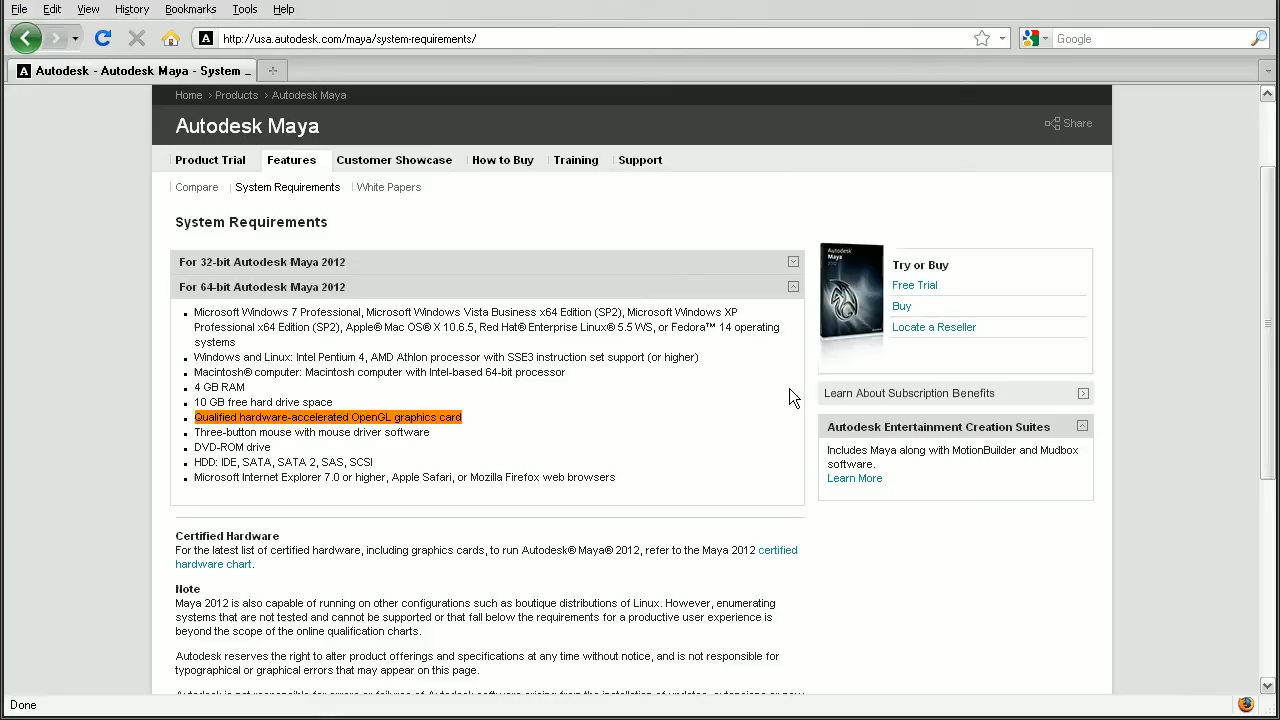 File Edit View History Bookmarks Tools Help
http://usa.autodesk.com/maya/system-requirements/
Google
Autodesk - Autodesk Maya - System ...
Home > Products > Autodesk Maya
Autodesk Maya
Share
Product Trial Features Customer Showcase How to Buy Training Support
Compare System Requirements White Papers
System Requirements
For 32-bit Autodesk Maya 2012
For 64-bit Autodesk Maya 2012
Microsoft Windows 7 Professional, Microsoft Windows Vista Business x64 Edition (SP2), Microsoft Windows XP
Professional x64 Edition (SP2), Apple® Mac OS® X 10.6.5, Red Hat® Enterprise Linux® 5.5 WS, or Fedora™ 14 operating
systems
Windows and Linux: Intel Pentium 4, AMD Athlon processor with SSE3 instruction set support (or higher)
Macintosh® computer: Macintosh computer with Intel-based 64-bit processor
4 GB RAM
10 GB free hard drive space
Qualified hardware-accelerated OpenGL graphics card
Three-button mouse with mouse driver software
DVD-ROM drive
HDD: IDE, SATA, SATA 2, SAS, SCSI
Microsoft Internet Explorer 7.0 or higher, Apple Safari, or Mozilla Firefox web browsers
Autodesk
Maya
2012
Try or Buy
Free Trial
Buy
Locate a Reseller
Learn About Subscription Benefits
Autodesk Entertainment Creation Suites
Includes Maya along with MotionBuilder and Mudbox
software.
Learn More
Certified Hardware
For the latest list of certified hardware, including graphics cards, to run Autodesk® Maya® 2012, refer to the Maya 2012 certified
hardware chart.
Note
Maya 2012 is also capable of running on other configurations such as boutique distributions of Linux. However, enumerating
systems that are not tested and cannot be supported or that fall below the requirements for a productive user experience is
beyond the scope of the online qualification charts.
Autodesk reserves the right to alter product offerings and specifications at any time without notice, and is not responsible for
typographical or graphical errors that may appear on this page.
Done